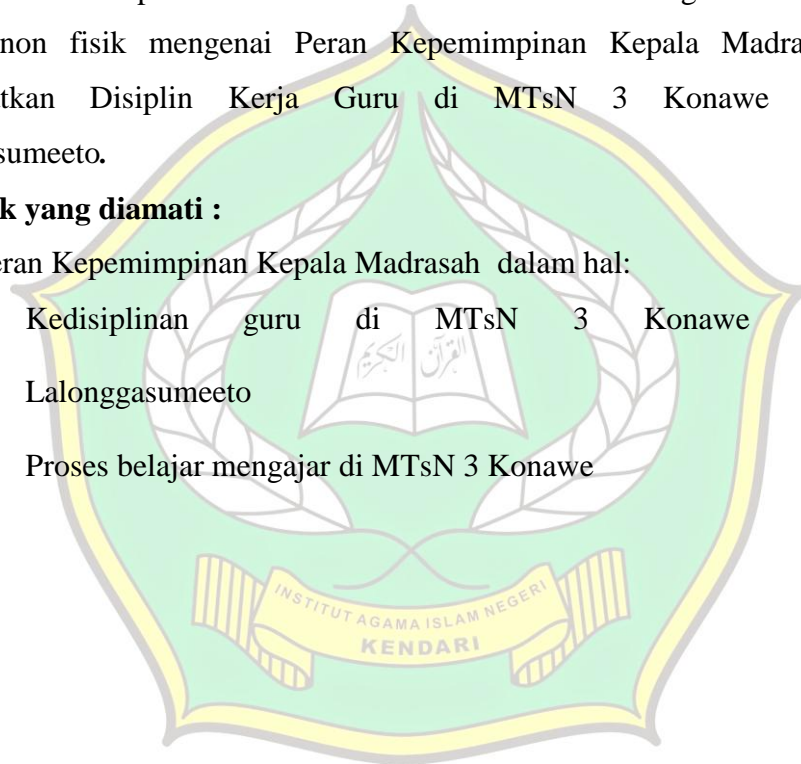 non fisik mengenai Peran Kepemimpinan Kepala Madra
tkan Disiplin Kerja Guru di MTsN 3 Konawe
sumeeto.
k yang diamati :
eran Kepemimpinan Kepala Madrasah dalam hal:
Kedisiplinan guru di MTsN 3 Konawe
Lalonggasumeeto
القرآن الكريم
Proses belajar mengajar di MTsN 3 Konawe
INSTITUT AGAMA ISLAM NEGERI
KENDARI